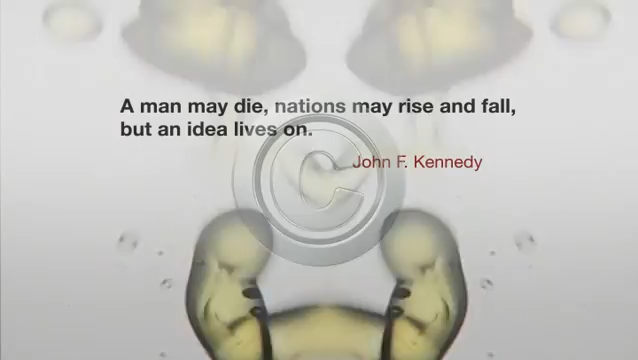 A man may die, nations may rise and fall,
but an idea lives on.
John F. Kennedy